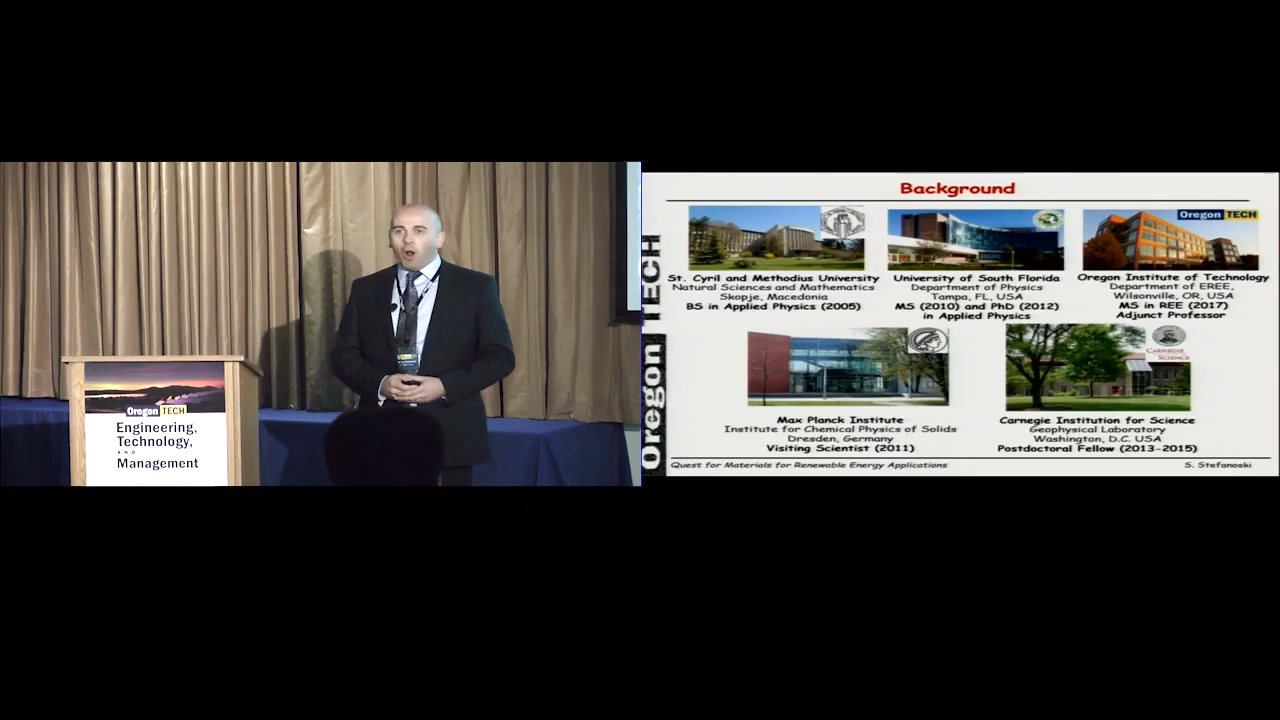 Oregon TECH
Engineering,
Technology,
AND
Management
Background
Oregon TECH
Oregon TECH
St. Cyril and Methodius University
Natural Sciences and Mathematics
Skopje, Macedonia
BS in Applied Physics (2005)
University of South Florida
Department of Physics
Tampa, FL, USA
MS (2010) and PhD (2012)
in Applied Physics
Oregon Institute of Technology
Department of EREE,
Wilsonville, OR, USA
MS in REE (2017)
Adjunct Professor
CARNEGIE
SCIENCE
Max Planck Institute
Institute for Chemical Physics of Solids
Dresden, Germany
Visiting Scientist (2011)
Carnegie Institution for Science
Geophysical Laboratory
Washington, D.C. USA
Postdoctoral Fellow (2013-2015)
Quest for Materials for Renewable Energy Applications
S. Stefanoski